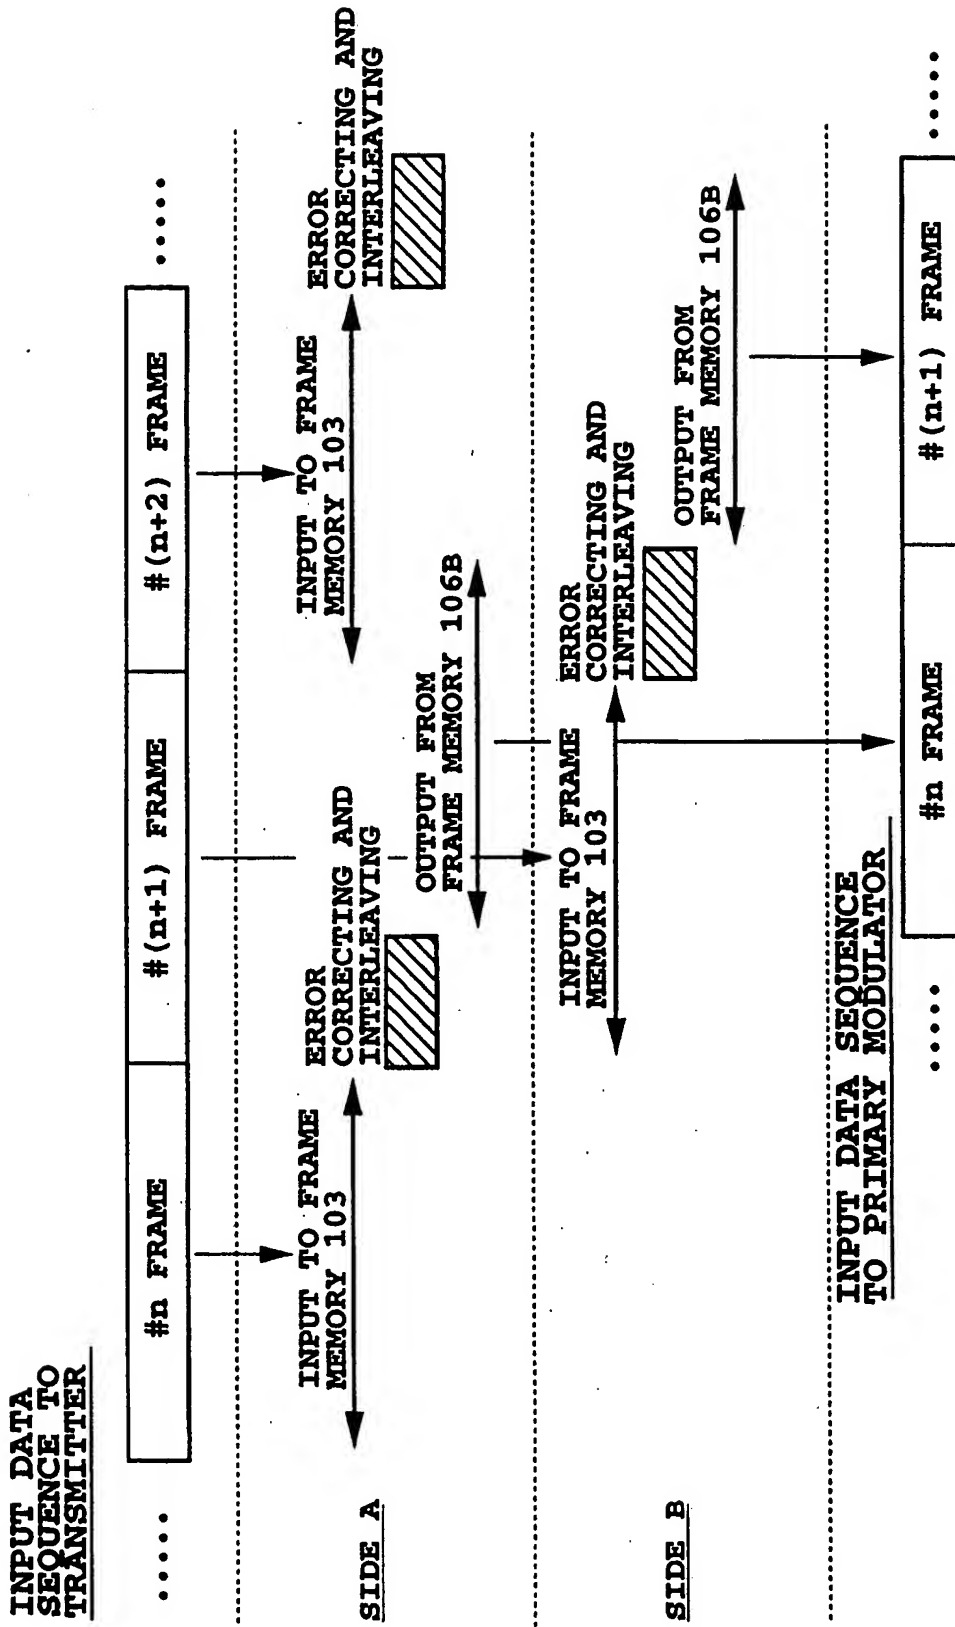 INPUT DATA
SEQUENCE TO
TRANSMITTER
.....
#n FRAME
#(n+1) FRAME
#(n+2) FRAME
.....
SIDE A
INPUT TO FRAME
MEMORY 103
ERROR
CORRECTING AND
INTERLEAVING
OUTPUT FROM
FRAME MEMORY 106B
INPUT TO FRAME
MEMORY 103
ERROR
CORRECTING AND
INTERLEAVING
SIDE B
INPUT TO FRAME
MEMORY 103
ERROR
CORRECTING AND
INTERLEAVING
OUTPUT FROM
FRAME MEMORY 106B
INPUT DATA SEQUENCE
TO PRIMARY MODULATOR
.....
#n FRAME
#(n+1) FRAME
.....